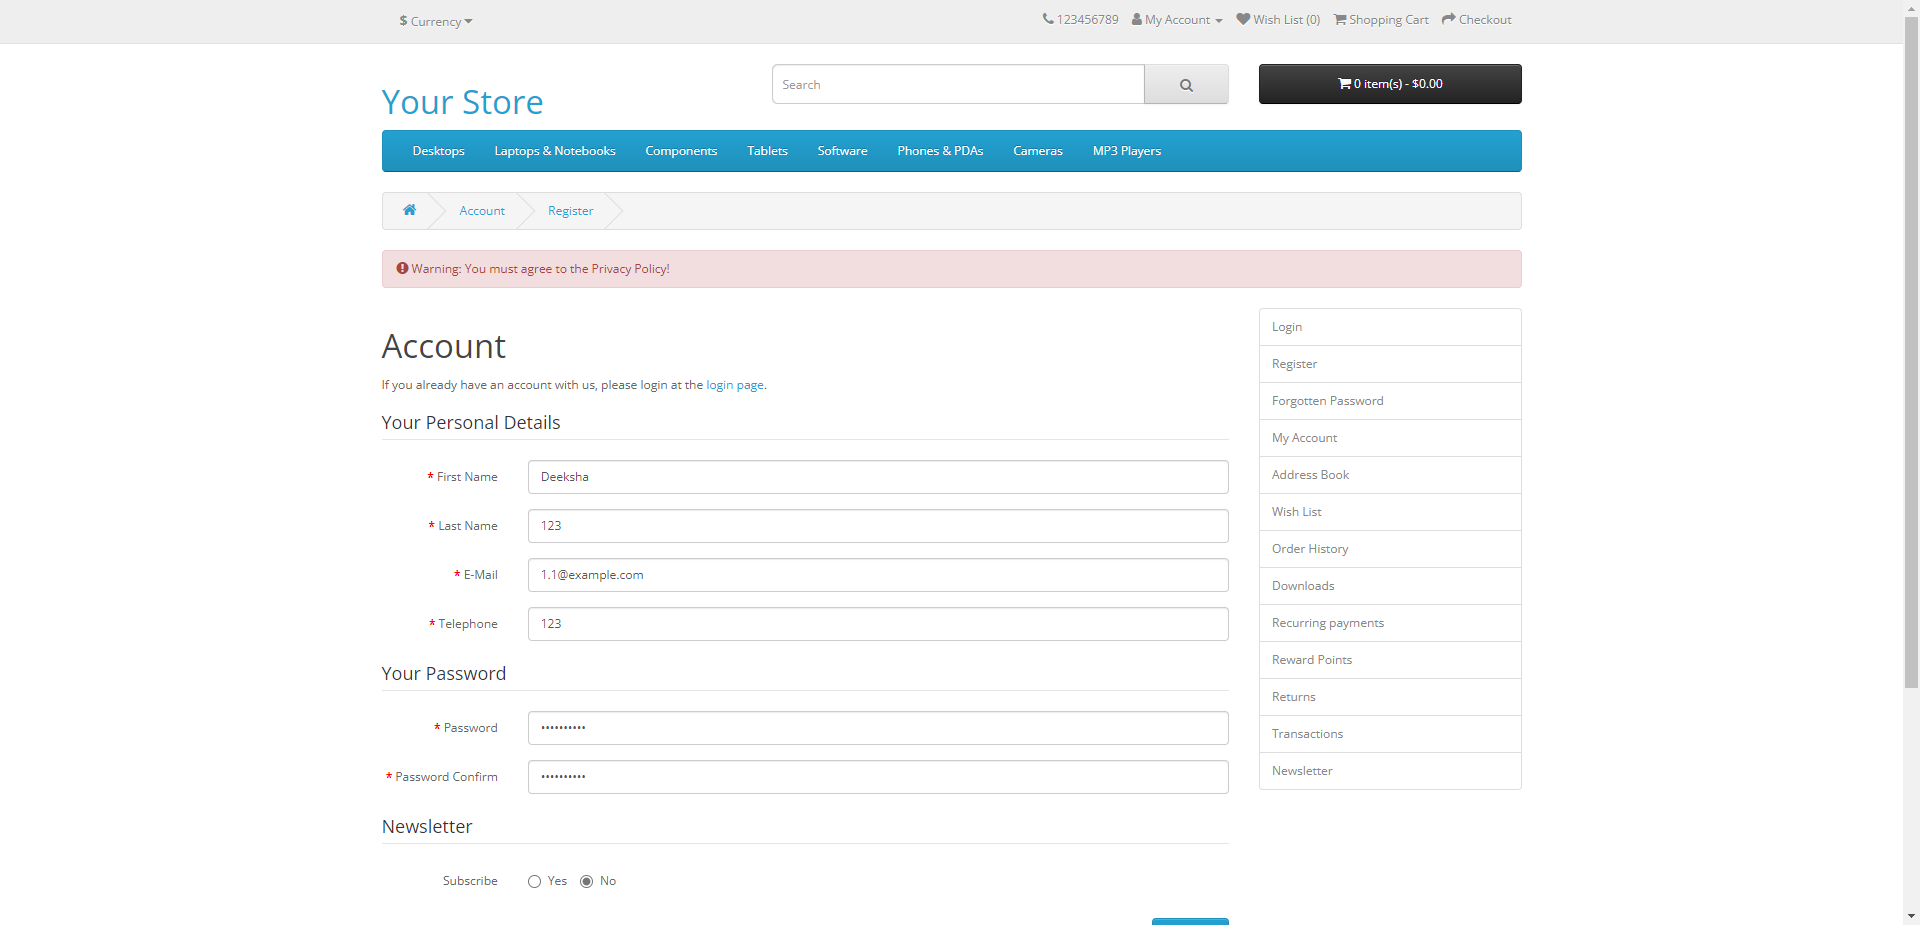 $ Currency
123456789 My Account Wish List (0) Shopping Cart Checkout
Your Store
Search
0 item(s) - $0.00
Desktops Laptops & Notebooks Components Tablets Software Phones & PDAs Cameras MP3 Players
Account Register
Warning: You must agree to the Privacy Policy!
Account
If you already have an account with us, please login at the login page.
Your Personal Details
* First Name Deeksha
* Last Name 123
* E-Mail 1.1@example.com
* Telephone 123
Your Password
* Password ••••••••••
* Password Confirm ••••••••••
Newsletter
Subscribe Yes No
Login
Register
Forgotten Password
My Account
Address Book
Wish List
Order History
Downloads
Recurring payments
Reward Points
Returns
Transactions
Newsletter